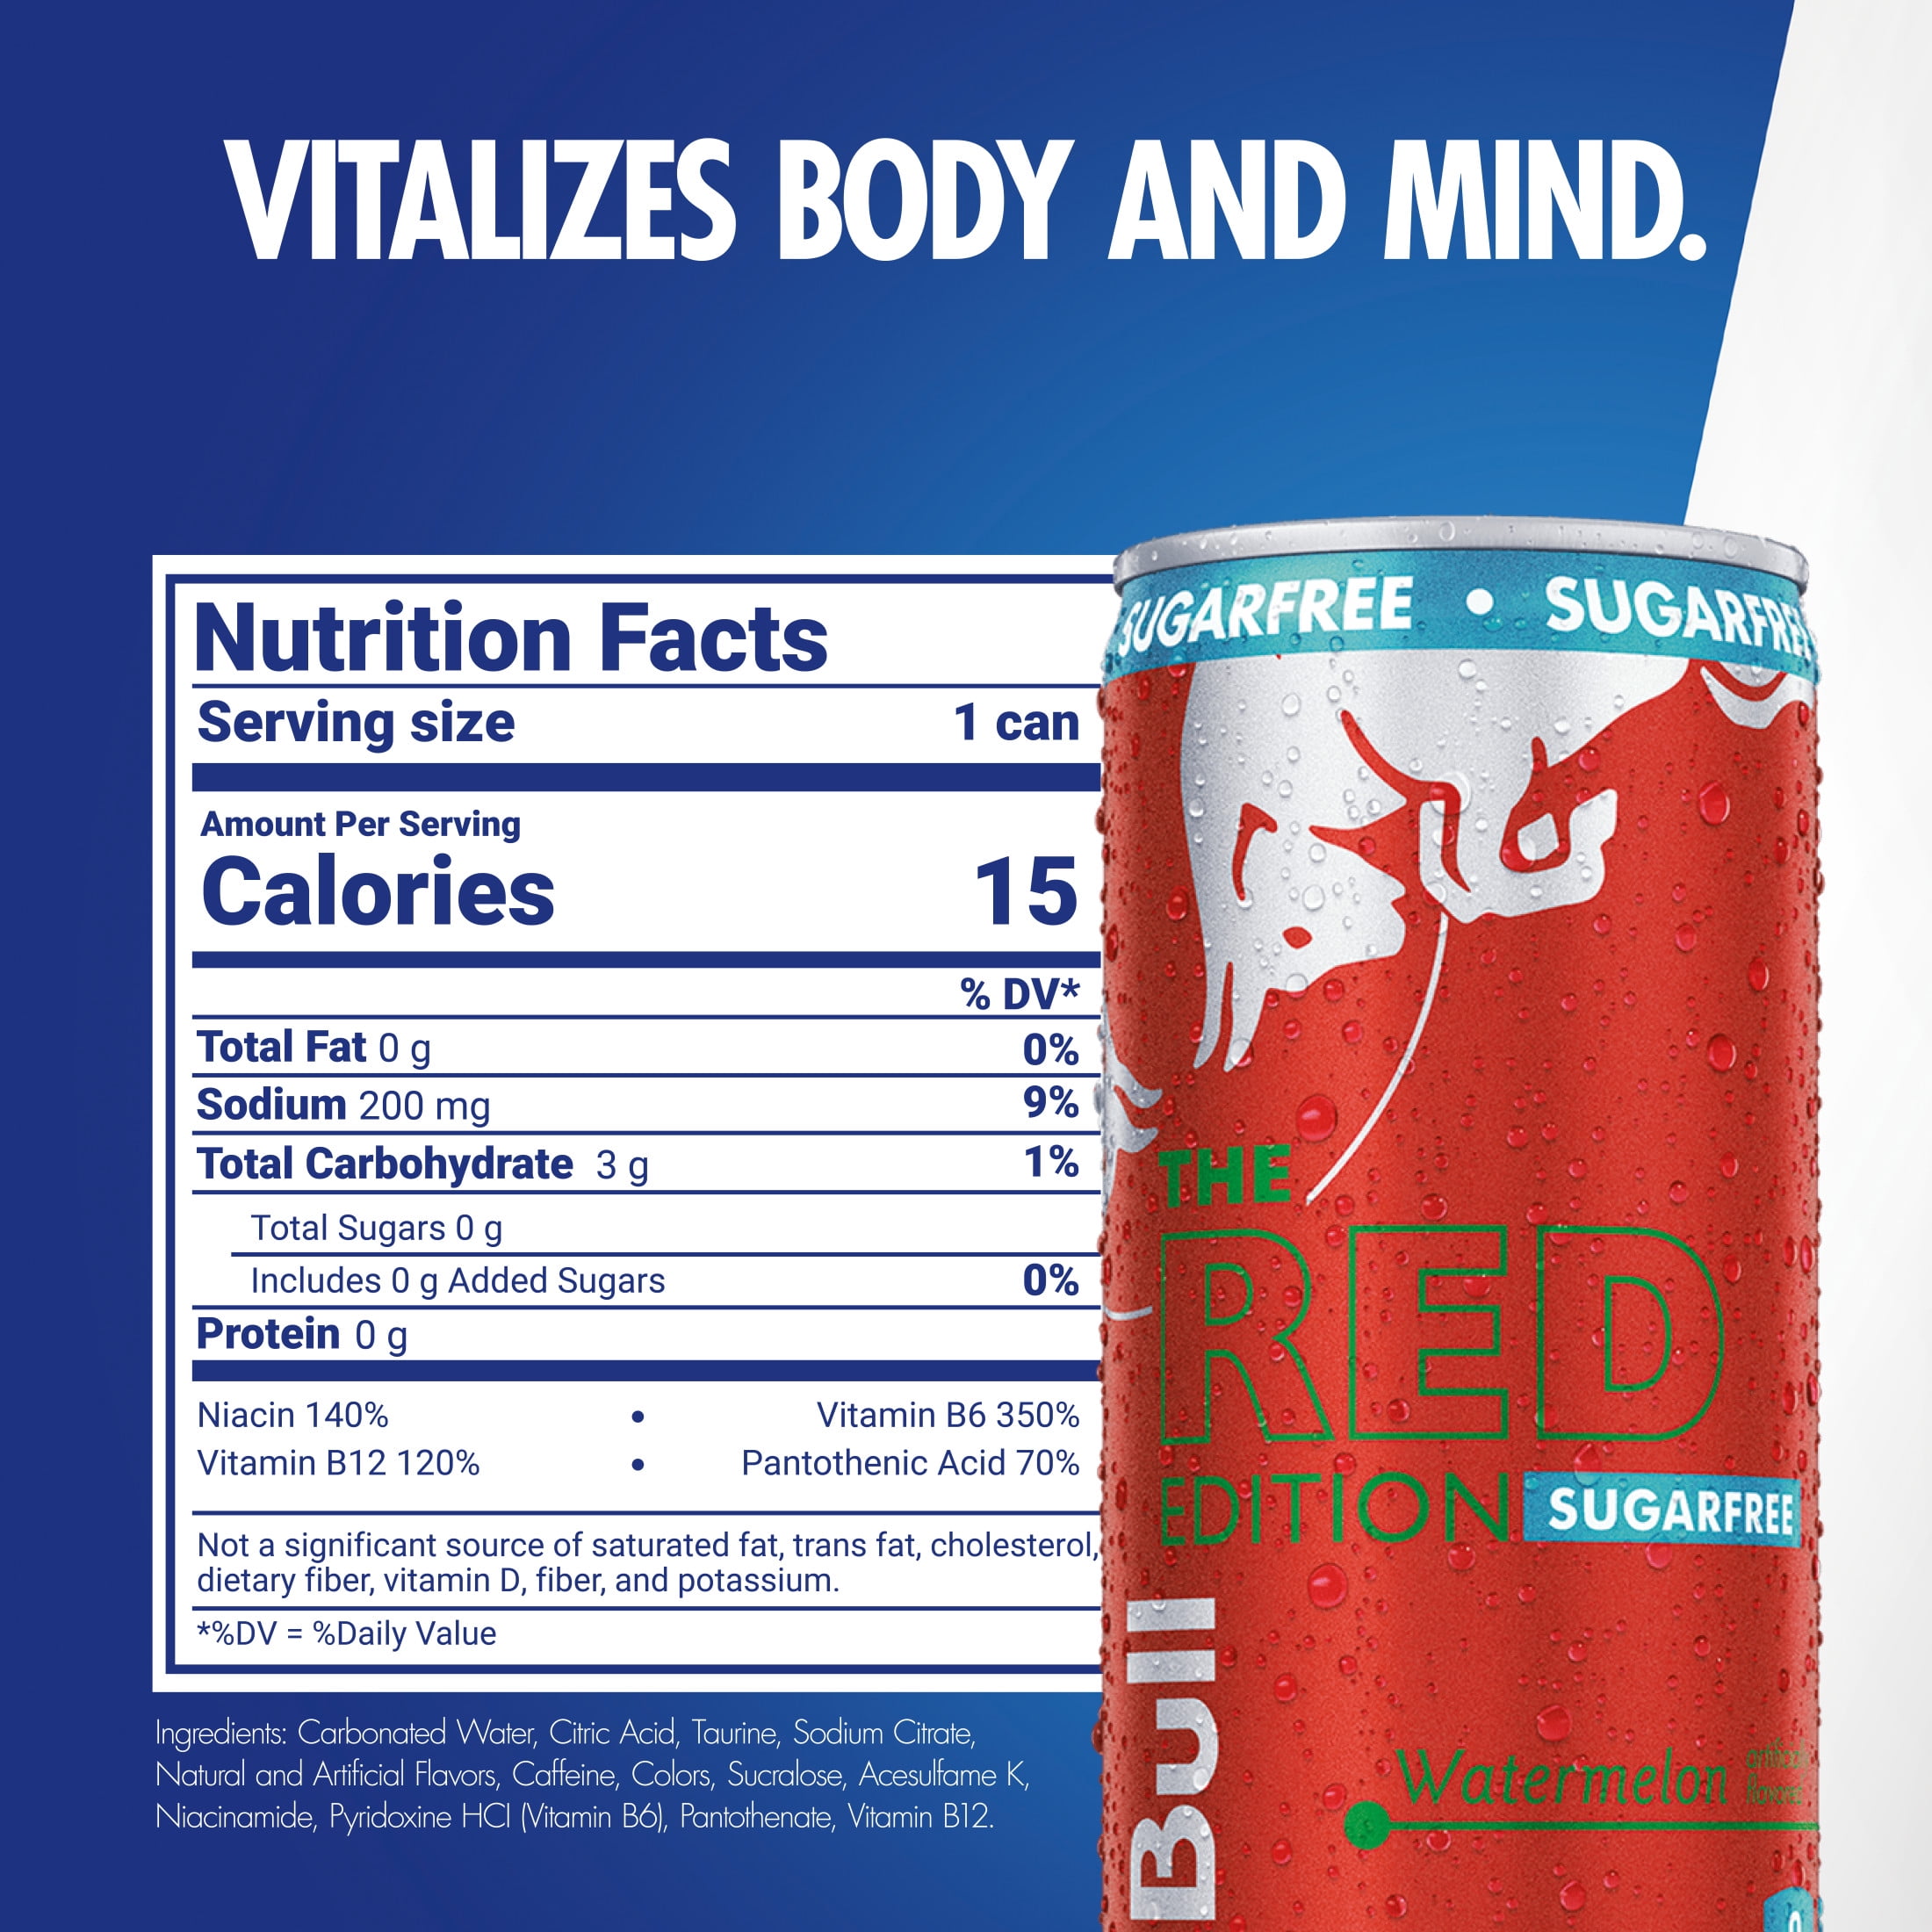 VITALIZES BODY AND MIND.
Nutrition Facts
Serving size 1 can
Amount Per Serving
Calories 15
% DV*
Total Fat 0 g 0%
Sodium 200 mg 9%
Total Carbohydrate 3 g 1%
Total Sugars 0 g
Includes 0 g Added Sugars 0%
Protein 0 g
Niacin 140% • Vitamin B6 350%
Vitamin B12 120% • Pantothenic Acid 70%
Not a significant source of saturated fat, trans fat, cholesterol,
dietary fiber, vitamin D, fiber, and potassium.
*%DV = %Daily Value
Ingredients: Carbonated Water, Citric Acid, Taurine, Sodium Citrate,
Natural and Artificial Flavors, Caffeine, Colors, Sucralose, Acesulfame K,
Niacinamide, Pyridoxine HCl (Vitamin B6), Pantothenate, Vitamin B12.
SUGARFREE • SUGARFREE
THE
RED
EDITION SUGARFREE
Bull
Watermelon